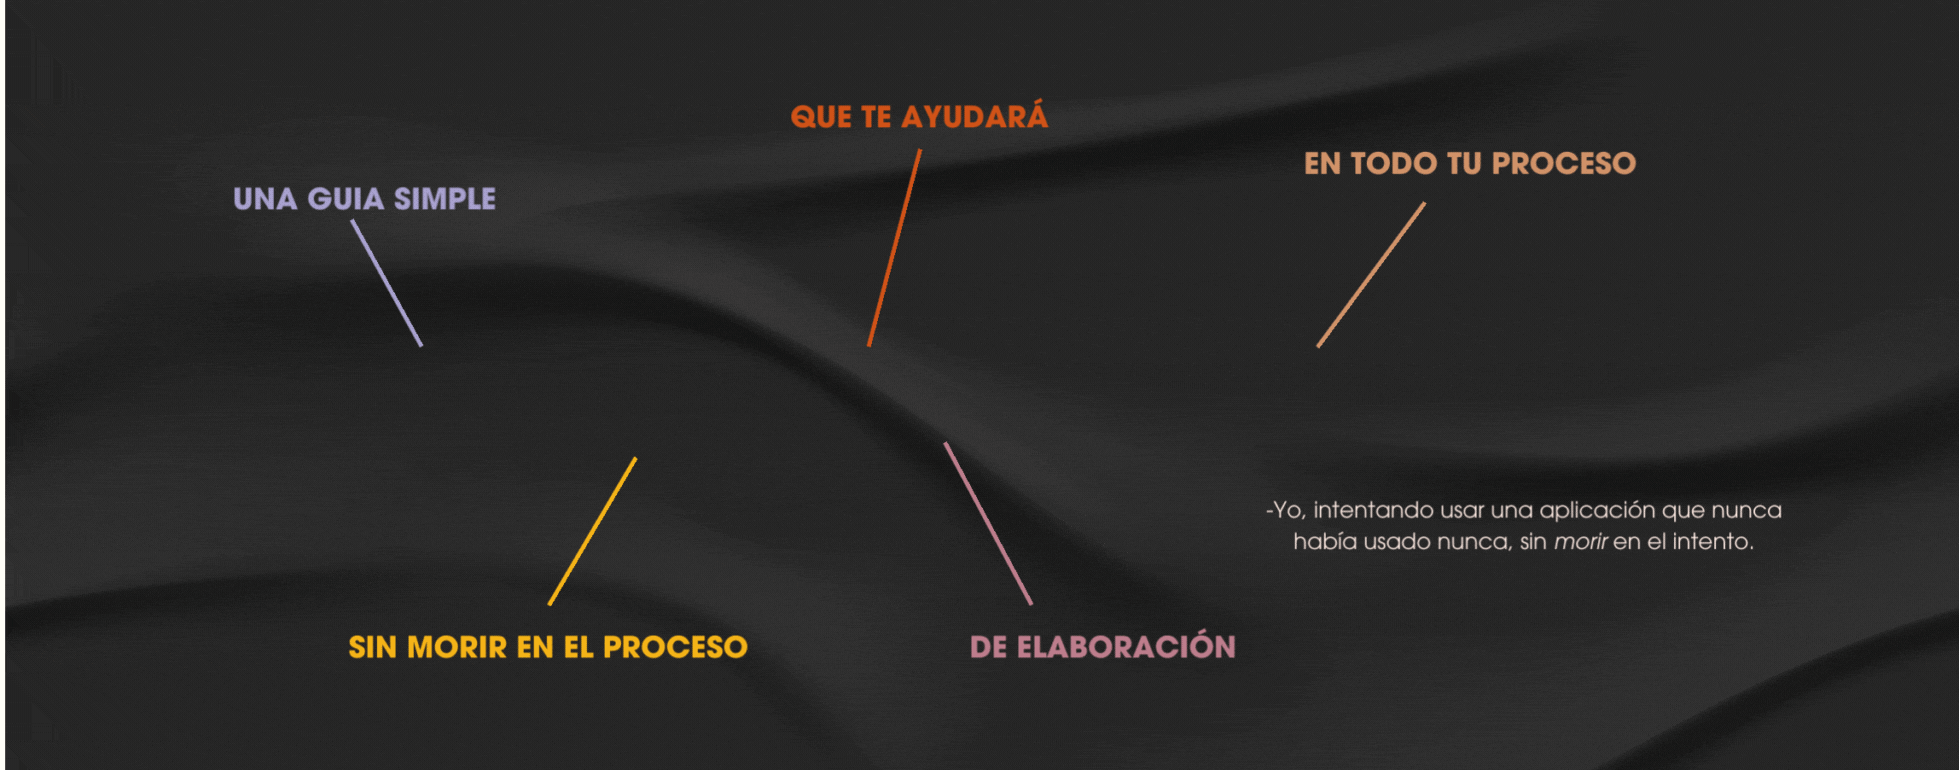 UNA GUIA SIMPLE
QUE TE AYUDARÁ
EN TODO TU PROCESO
DE ELABORACIÓN
SIN MORIR EN EL PROCESO
-Yo, intentando usar una aplicación que nunca
había usado nunca, sin morir en el intento.